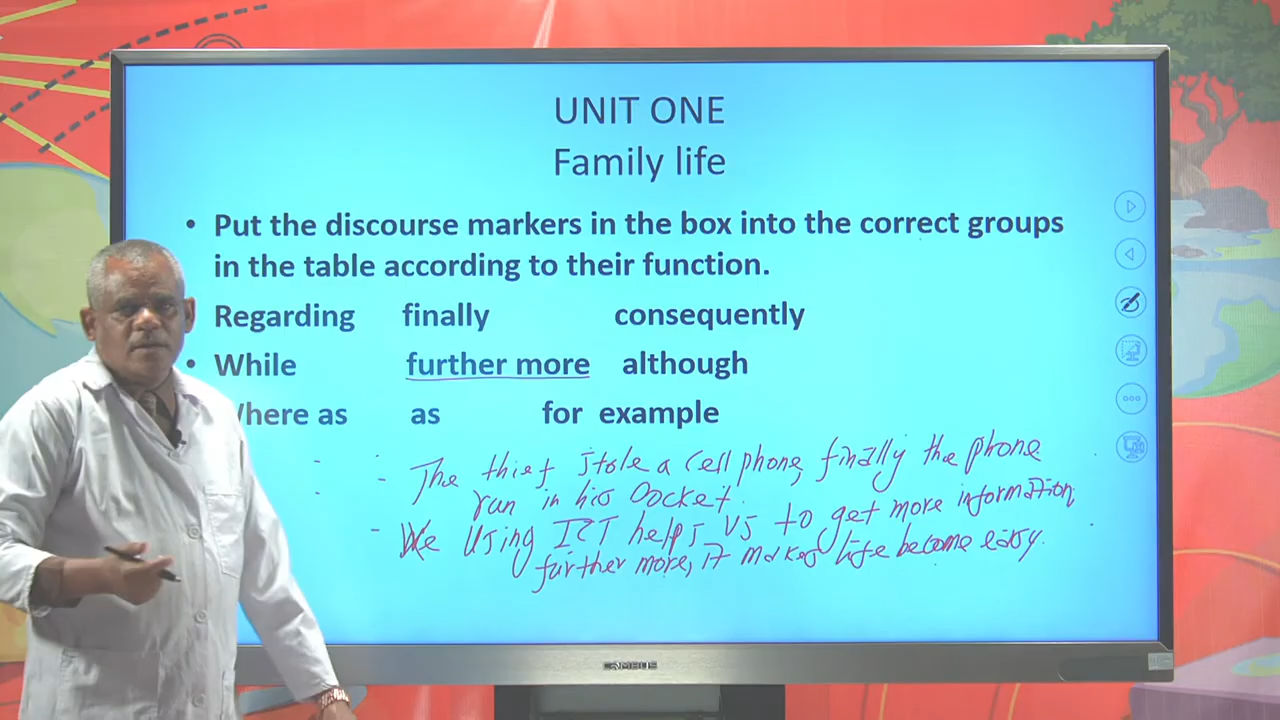 UNIT ONE
Family life
• Put the discourse markers in the box into the correct groups
in the table according to their function.
Regarding finally consequently
• While further more although
Where as as for example
- The thief stole a cell phone, finally the phone
run in his pocket.
- We Using ICT helps us to get more information,
further more, it makes life become easy.
CAMBUS